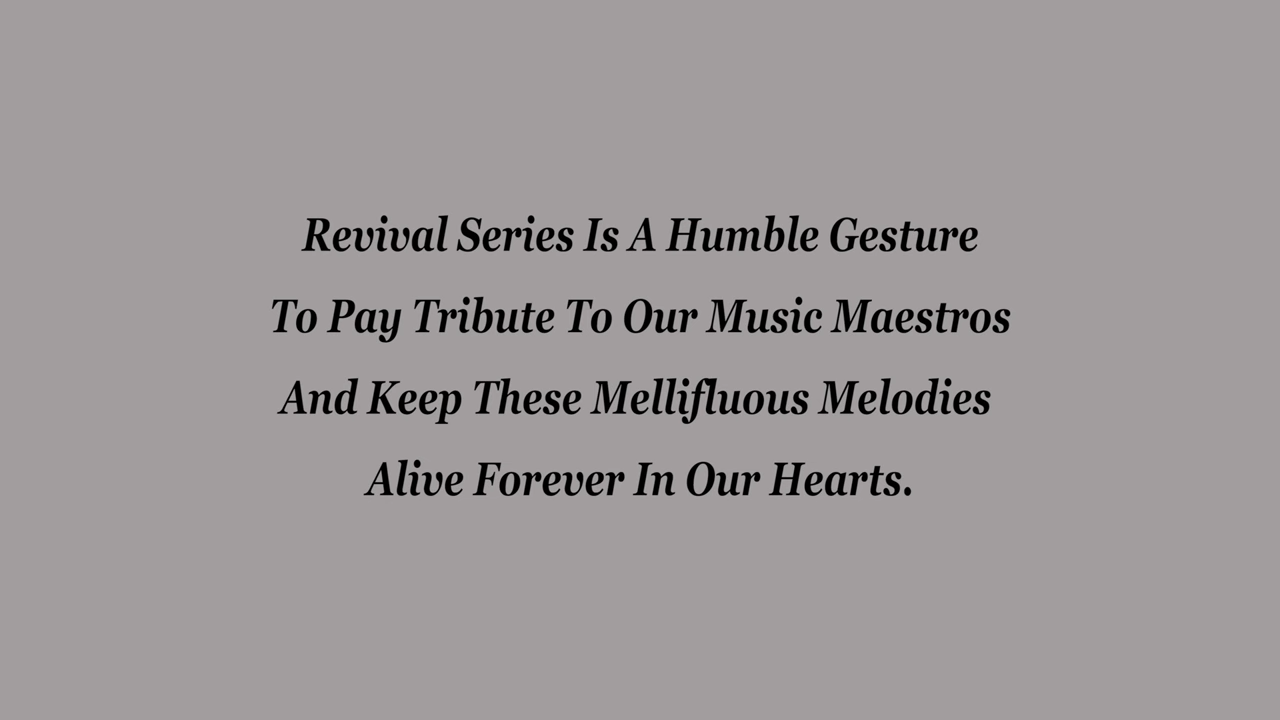 Revival Series Is A Humble Gesture
To Pay Tribute To Our Music Maestros
And Keep These Mellifluous Melodies
Alive Forever In Our Hearts.